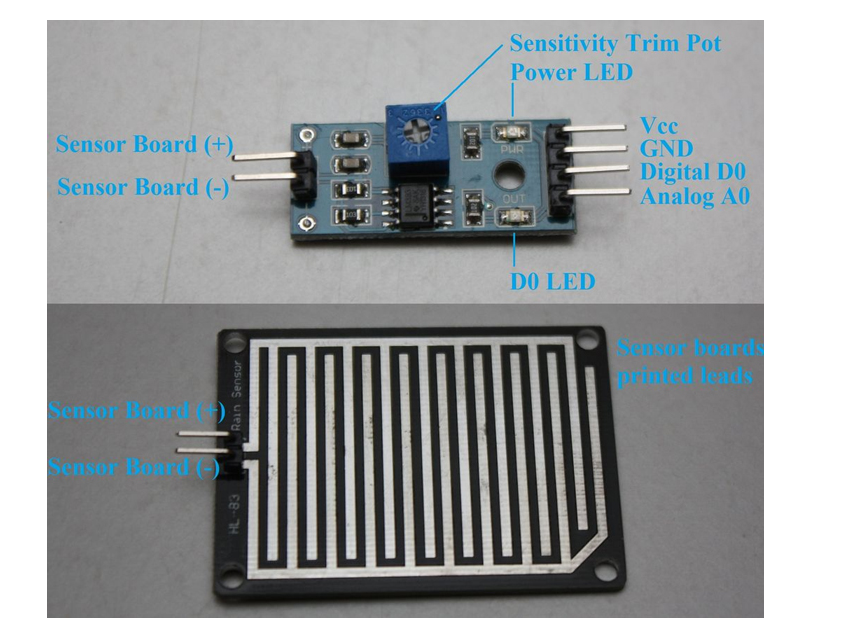 Sensitivity Trim Pot
Power LED
Sensor Board (+)
Sensor Board (-)
Vcc
GND
Digital D0
Analog A0
PWR
OUT
D0 LED
Sensor boards
printed leads
Sensor Board (+)
Sensor Board (-)
Rain Sensor
HL-83